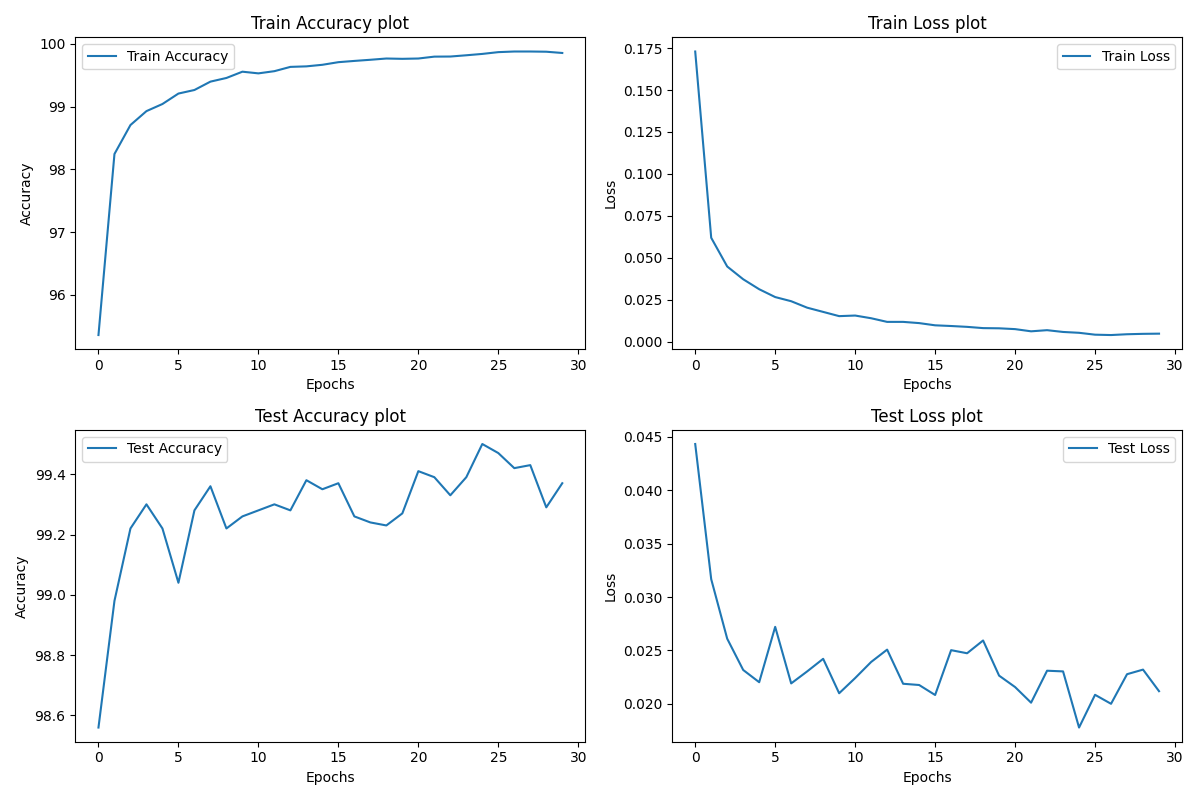 Train Accuracy plot
Train Accuracy
100
99
98
97
96
Accuracy
0 5 10 15 20 25 30
Epochs
Train Loss plot
Train Loss
0.175
0.150
0.125
0.100
0.075
0.050
0.025
0.000
Loss
0 5 10 15 20 25 30
Epochs
Test Accuracy plot
Test Accuracy
99.4
99.2
99.0
98.8
98.6
Accuracy
0 5 10 15 20 25 30
Epochs
Test Loss plot
Test Loss
0.045
0.040
0.035
0.030
0.025
0.020
Loss
0 5 10 15 20 25 30
Epochs